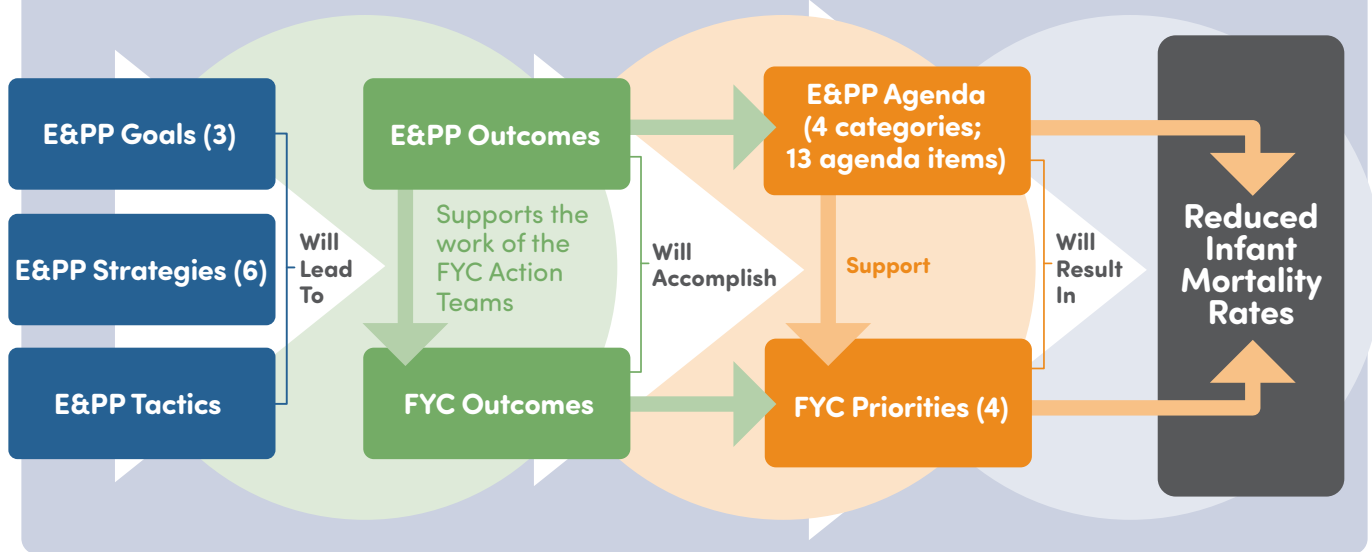 E&PP Goals (3)
E&PP Strategies (6)
E&PP Tactics
Will
Lead
To
E&PP Outcomes
Supports the
work of the
FYC Action
Teams
FYC Outcomes
Will
Accomplish
E&PP Agenda
(4 categories;
13 agenda items)
Support
FYC Priorities (4)
Will
Result
In
Reduced
Infant
Mortality
Rates